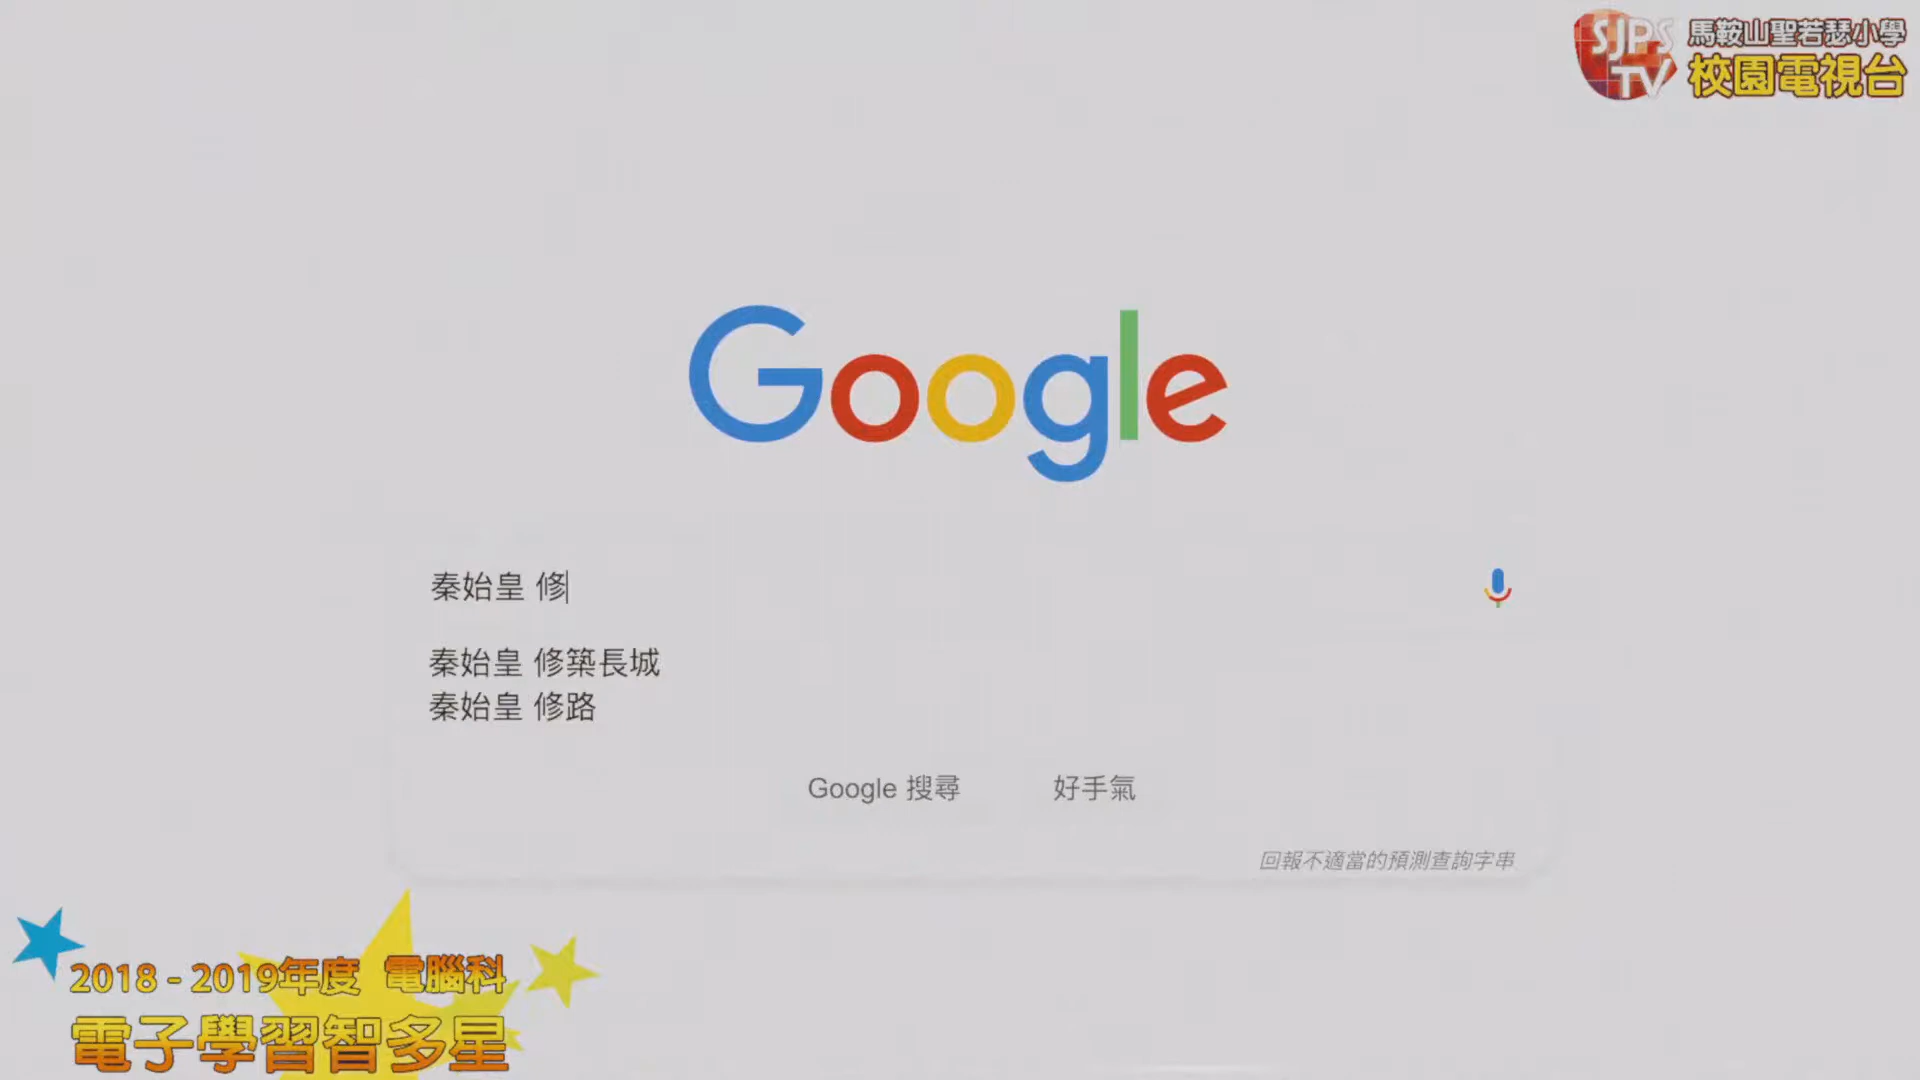 SJPS
TV
馬鞍山聖若瑟小學
校園電視台
Google
秦始皇 修
秦始皇 修築長城
秦始皇 修路
Google 搜尋
好手氣
回報不適當的預測查詢字串
2018 - 2019年度 電腦科
電子學習智多星